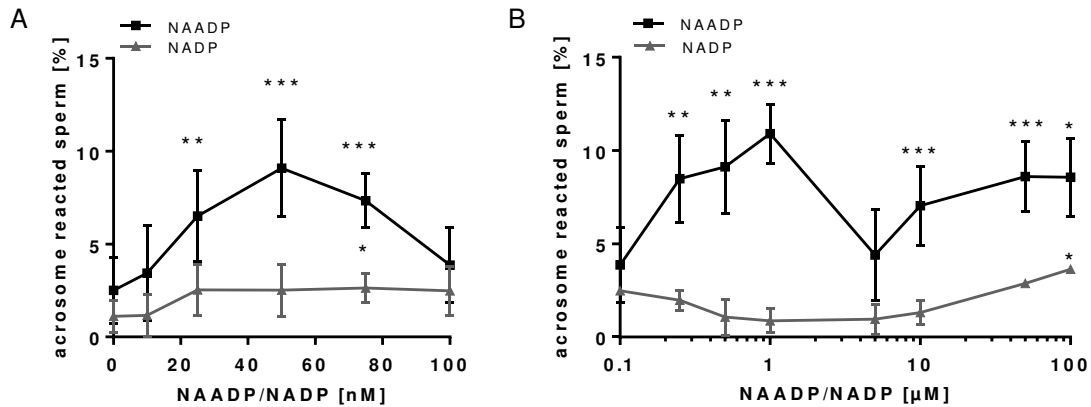 A
NAADP
NADP
acrosome reacted sperm [%]
15
10
5
0
***
**
***
*
0 20 40 60 80 100
NAADP/NADP [nM]
B
NAADP
NADP
acrosome reacted sperm [%]
15
10
5
0
***
**
**
***
*
***
*
0.1 1 10 100
NAADP/NADP [µM]